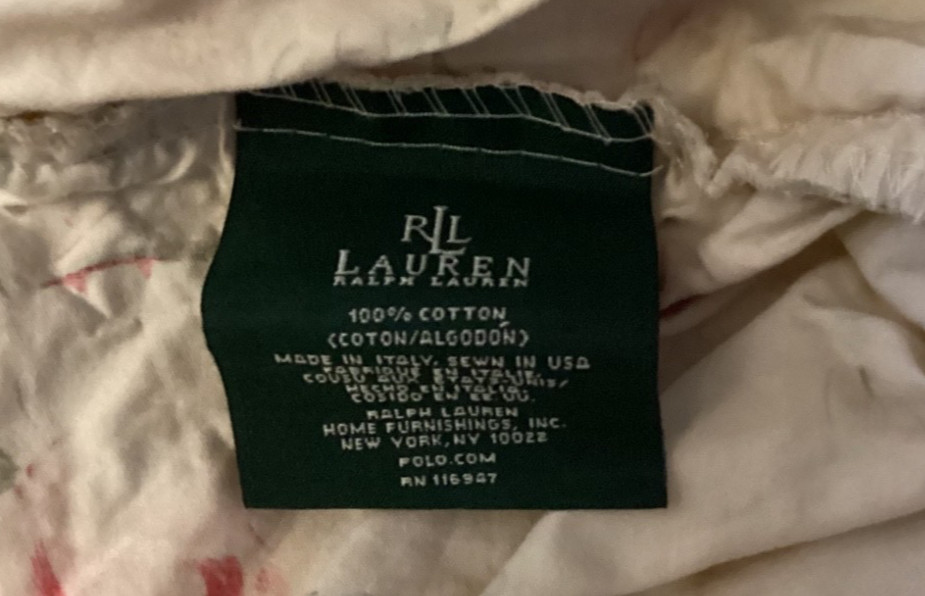 RLL
LAUREN
RALPH LAUREN
100% COTTON
(COTON/ALGODÓN)
MADE IN ITALY, SEWN IN USA
FABRIQUÉ EN ITALIE,
COUSU AUX ÉTATS-UNIS/
HECHO EN ITALIA,
COSIDO EN EE.UU.
RALPH LAUREN
HOME FURNISHINGS, INC.
NEW YORK, NY 10022
POLO.COM
RN 116947